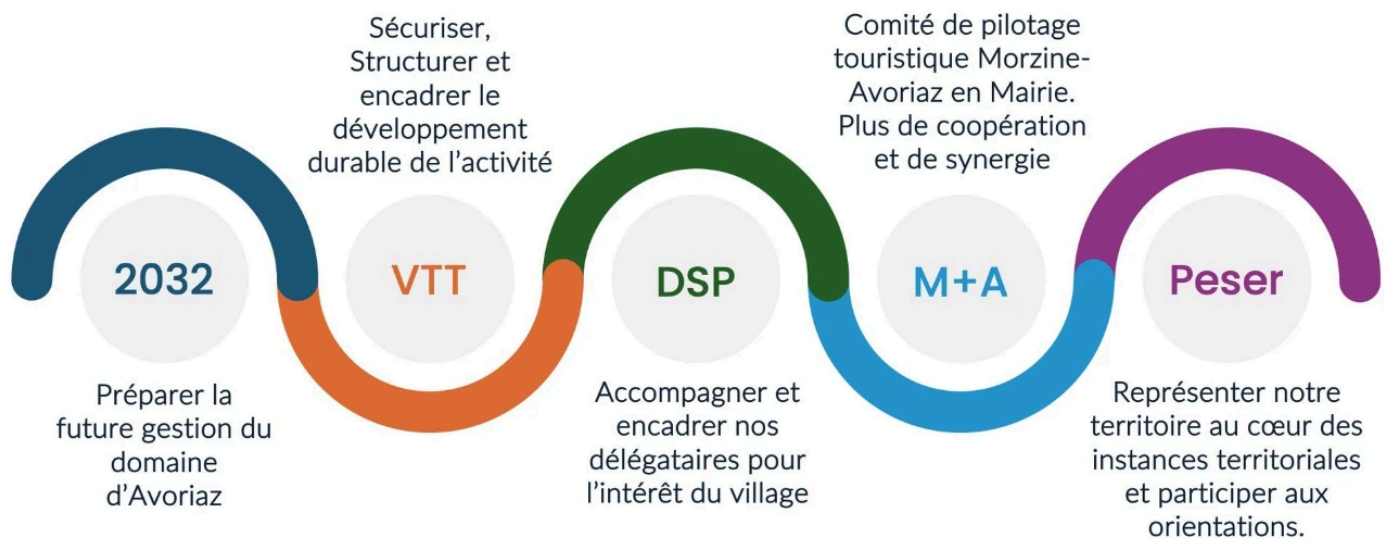 2032
Préparer la
future gestion du
domaine
d'Avoriaz
Sécuriser,
Structurer et
encadrer le
développement
durable de l'activité
VTT
DSP
Accompagner et
encadrer nos
délégataires pour
l'intérêt du village
Comité de pilotage
touristique Morzine-
Avoriaz en Mairie.
Plus de coopération
et de synergie
M+A
Peser
Représenter notre
territoire au cœur des
instances territoriales
et participer aux
orientations.